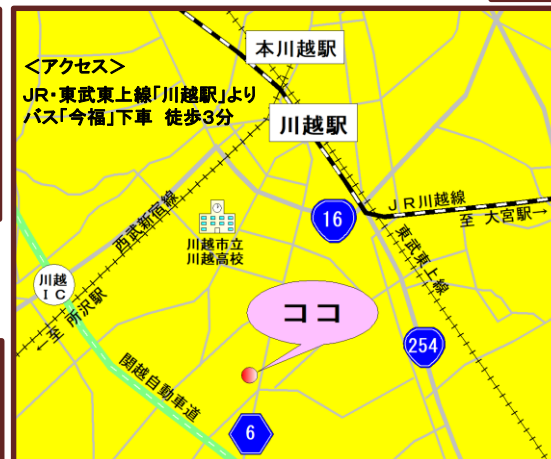 <アクセス>
JR・東武東上線「川越駅」より
バス「今福」下車 徒歩3分
本川越駅
川越駅
JR川越線
至 大宮駅→
16
西武新宿線
川越市立
川越高校
東武東上線
川越
IC
←至 所沢駅
ココ
254
関越自動車道
6